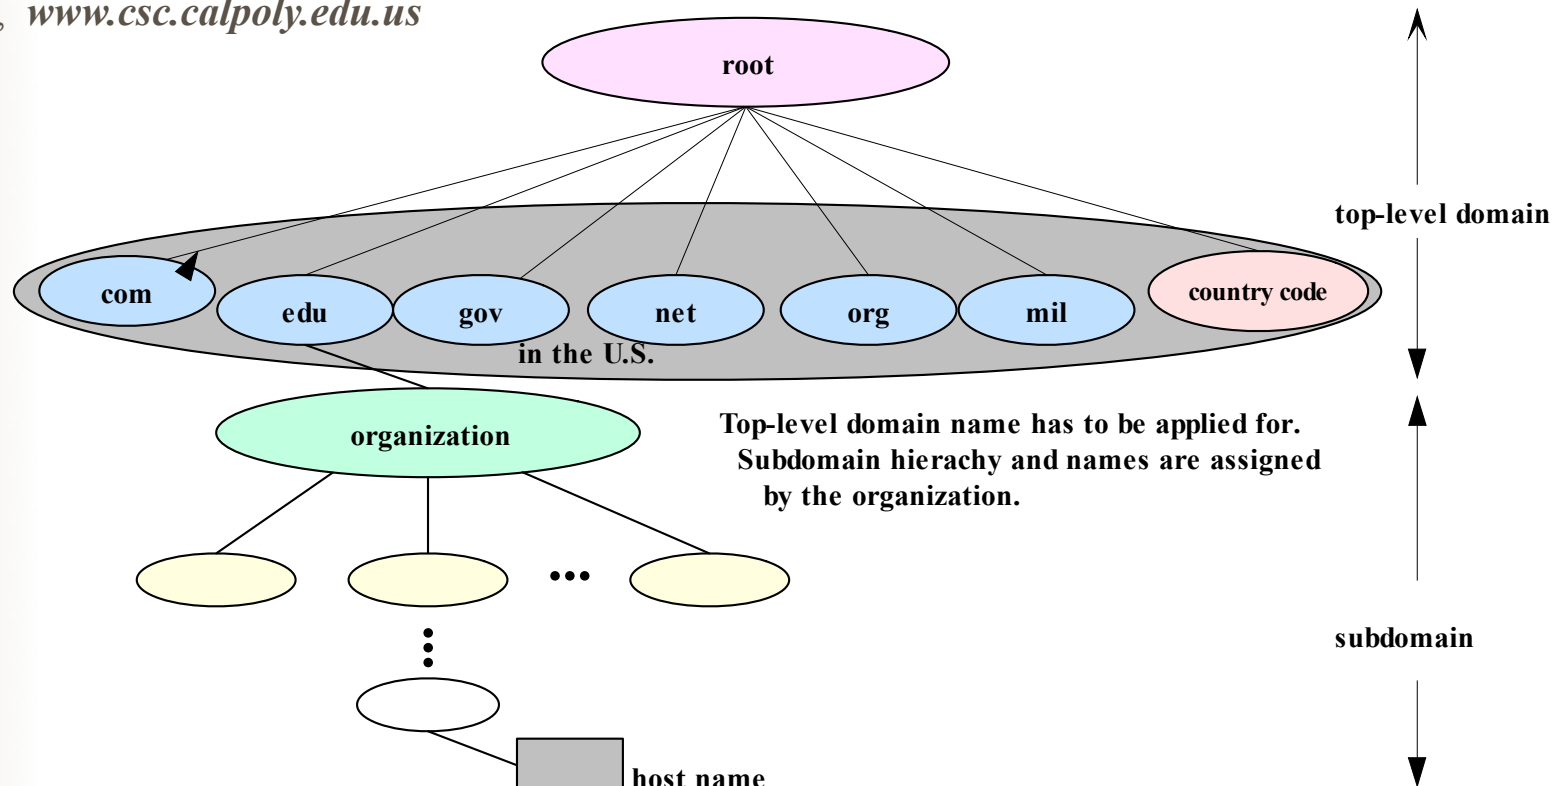 , www.csc.calpoly.edu.us
root
top-level domain
com
edu
gov
net
org
mil
country code
in the U.S.
organization
Top-level domain name has to be applied for.
Subdomain hierachy and names are assigned
by the organization.
subdomain
host name